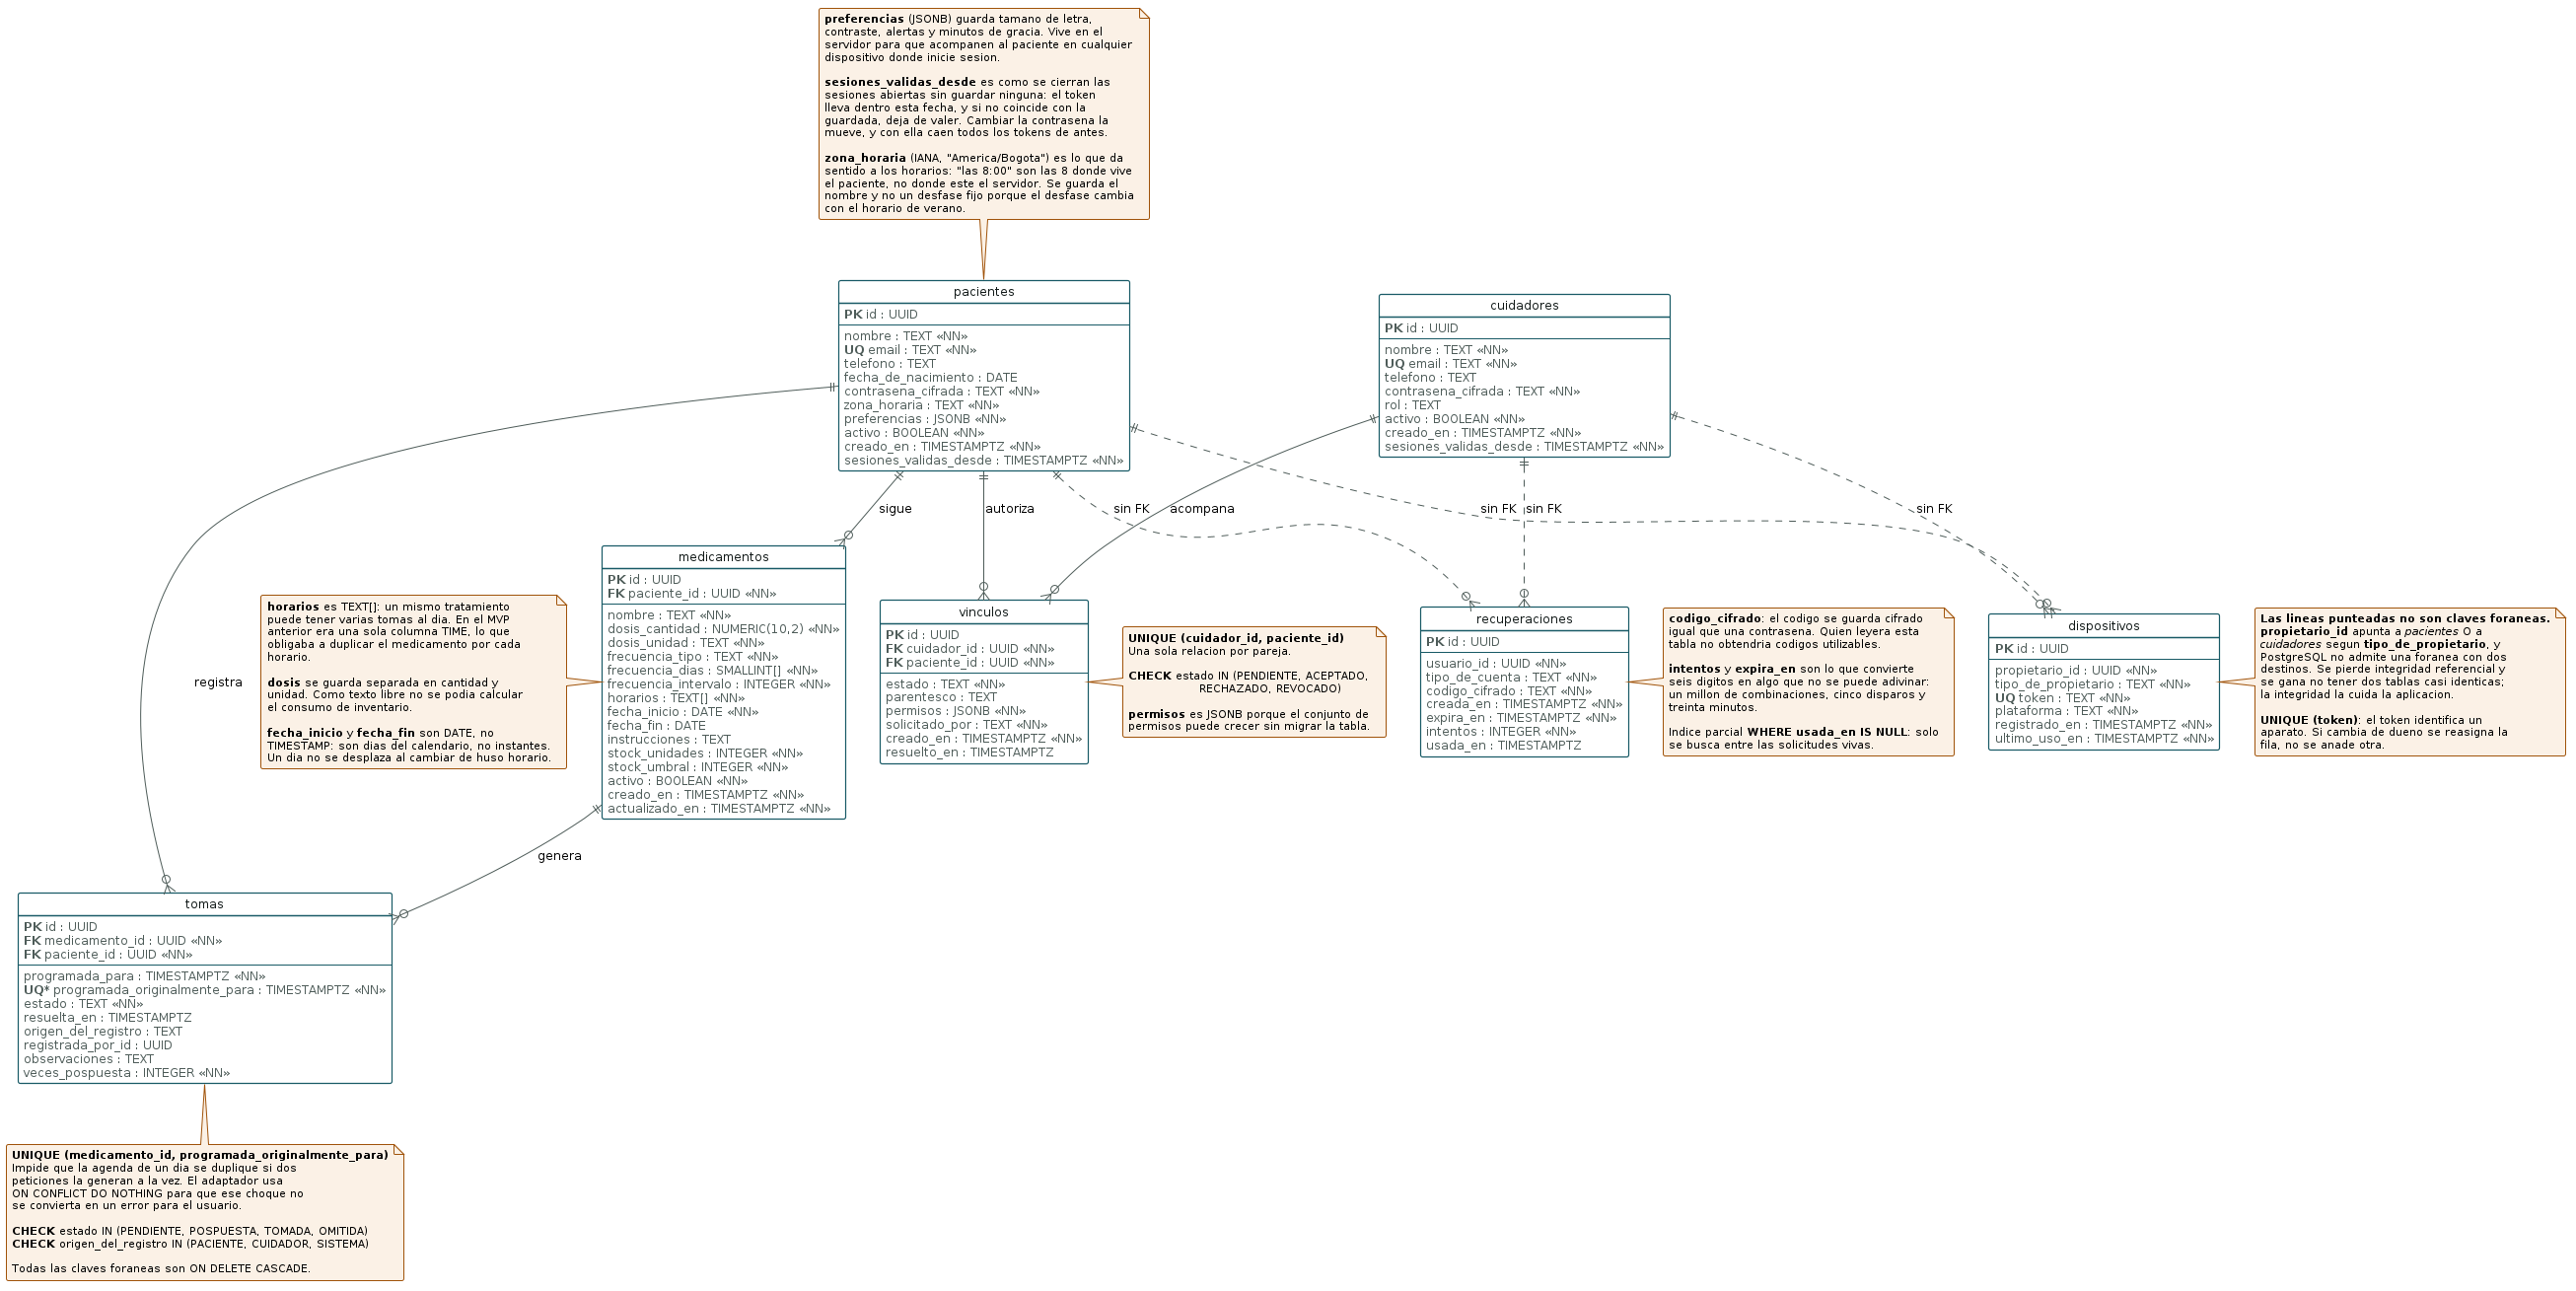 preferencias (JSONB) guarda tamano de letra,
contraste, alertas y minutos de gracia. Vive en el
servidor para que acompanen al paciente en cualquier
dispositivo donde inicie sesion.
sesiones_validas_desde es como se cierran las
sesiones abiertas sin guardar ninguna: el token
lleva dentro esta fecha, y si no coincide con la
guardada, deja de valer. Cambiar la contrasena la
mueve, y con ella caen todos los tokens de antes.
zona_horaria (IANA, "America/Bogota") es lo que da
sentido a los horarios: "las 8:00" son las 8 donde vive
el paciente, no donde este el servidor. Se guarda el
nombre y no un desfase fijo porque el desfase cambia
con el horario de verano.
pacientes
PK id : UUID
nombre : TEXT «NN»
UQ email : TEXT «NN»
telefono : TEXT
fecha_de_nacimiento : DATE
contrasena_cifrada : TEXT «NN»
zona_horaria : TEXT «NN»
preferencias : JSONB «NN»
activo : BOOLEAN «NN»
creado_en : TIMESTAMPTZ «NN»
sesiones_validas_desde : TIMESTAMPTZ «NN»
cuidadores
PK id : UUID
nombre : TEXT «NN»
UQ email : TEXT «NN»
telefono : TEXT
contrasena_cifrada : TEXT «NN»
rol : TEXT
activo : BOOLEAN «NN»
creado_en : TIMESTAMPTZ «NN»
sesiones_validas_desde : TIMESTAMPTZ «NN»
sigue
autoriza
sin FK
acompana
sin FK
sin FK
sin FK
registra
horarios es TEXT[]: un mismo tratamiento
puede tener varias tomas al dia. En el MVP
anterior era una sola columna TIME, lo que
obligaba a duplicar el medicamento por cada
horario.
dosis se guarda separada en cantidad y
unidad. Como texto libre no se podia calcular
el consumo de inventario.
fecha_inicio y fecha_fin son DATE, no
TIMESTAMP: son dias del calendario, no instantes.
Un dia no se desplaza al cambiar de huso horario.
medicamentos
PK id : UUID
FK paciente_id : UUID «NN»
nombre : TEXT «NN»
dosis_cantidad : NUMERIC(10,2) «NN»
dosis_unidad : TEXT «NN»
frecuencia_tipo : TEXT «NN»
frecuencia_dias : SMALLINT[] «NN»
frecuencia_intervalo : INTEGER «NN»
horarios : TEXT[] «NN»
fecha_inicio : DATE «NN»
fecha_fin : DATE
instrucciones : TEXT
stock_unidades : INTEGER «NN»
stock_umbral : INTEGER «NN»
activo : BOOLEAN «NN»
creado_en : TIMESTAMPTZ «NN»
actualizado_en : TIMESTAMPTZ «NN»
vinculos
PK id : UUID
FK cuidador_id : UUID «NN»
FK paciente_id : UUID «NN»
estado : TEXT «NN»
parentesco : TEXT
permisos : JSONB «NN»
solicitado_por : TEXT «NN»
creado_en : TIMESTAMPTZ «NN»
resuelto_en : TIMESTAMPTZ
UNIQUE (cuidador_id, paciente_id)
Una sola relacion por pareja.
CHECK estado IN (PENDIENTE, ACEPTADO,
RECHAZADO, REVOCADO)
permisos es JSONB porque el conjunto de
permisos puede crecer sin migrar la tabla.
recuperaciones
PK id : UUID
usuario_id : UUID «NN»
tipo_de_cuenta : TEXT «NN»
codigo_cifrado : TEXT «NN»
creada_en : TIMESTAMPTZ «NN»
expira_en : TIMESTAMPTZ «NN»
intentos : INTEGER «NN»
usada_en : TIMESTAMPTZ
codigo_cifrado: el codigo se guarda cifrado
igual que una contrasena. Quien leyera esta
tabla no obtendria codigos utilizables.
intentos y expira_en son lo que convierte
seis digitos en algo que no se puede adivinar:
un millon de combinaciones, cinco disparos y
treinta minutos.
Indice parcial WHERE usada_en IS NULL: solo
se busca entre las solicitudes vivas.
dispositivos
PK id : UUID
propietario_id : UUID «NN»
tipo_de_propietario : TEXT «NN»
UQ token : TEXT «NN»
plataforma : TEXT «NN»
registrado_en : TIMESTAMPTZ «NN»
ultimo_uso_en : TIMESTAMPTZ «NN»
Las lineas punteadas no son claves foraneas.
propietario_id apunta a pacientes O a
cuidadores segun tipo_de_propietario, y
PostgreSQL no admite una foranea con dos
destinos. Se pierde integridad referencial y
se gana no tener dos tablas casi identicas;
la integridad la cuida la aplicacion.
UNIQUE (token): el token identifica un
aparato. Si cambia de dueno se reasigna la
fila, no se anade otra.
genera
tomas
PK id : UUID
FK medicamento_id : UUID «NN»
FK paciente_id : UUID «NN»
programada_para : TIMESTAMPTZ «NN»
UQ* programada_originalmente_para : TIMESTAMPTZ «NN»
estado : TEXT «NN»
resuelta_en : TIMESTAMPTZ
origen_del_registro : TEXT
registrada_por_id : UUID
observaciones : TEXT
veces_pospuesta : INTEGER «NN»
UNIQUE (medicamento_id, programada_originalmente_para)
Impide que la agenda de un dia se duplique si dos
peticiones la generan a la vez. El adaptador usa
ON CONFLICT DO NOTHING para que ese choque no
se convierta en un error para el usuario.
CHECK estado IN (PENDIENTE, POSPUESTA, TOMADA, OMITIDA)
CHECK origen_del_registro IN (PACIENTE, CUIDADOR, SISTEMA)
Todas las claves foraneas son ON DELETE CASCADE.